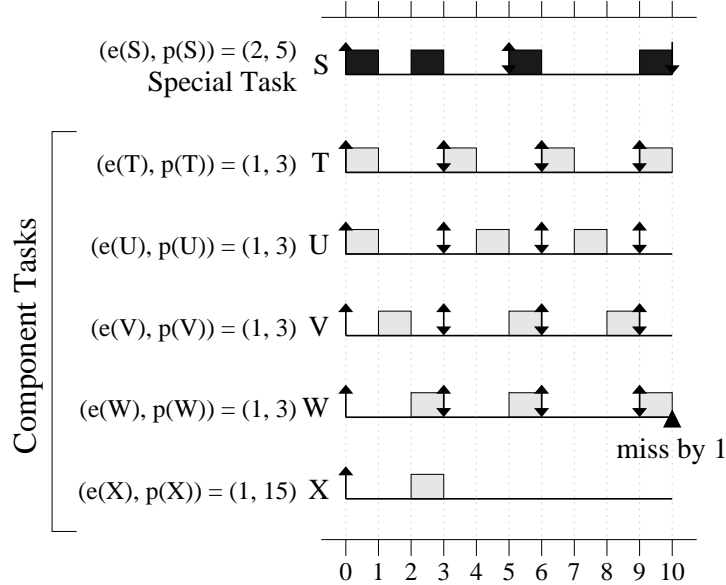 (e(S), p(S)) = (2, 5)
Special Task
S
(e(T), p(T)) = (1, 3) T
(e(U), p(U)) = (1, 3) U
(e(V), p(V)) = (1, 3) V
(e(W), p(W)) = (1, 3) W
miss by 1
(e(X), p(X)) = (1, 15) X
Component Tasks
0 1 2 3 4 5 6 7 8 9 10